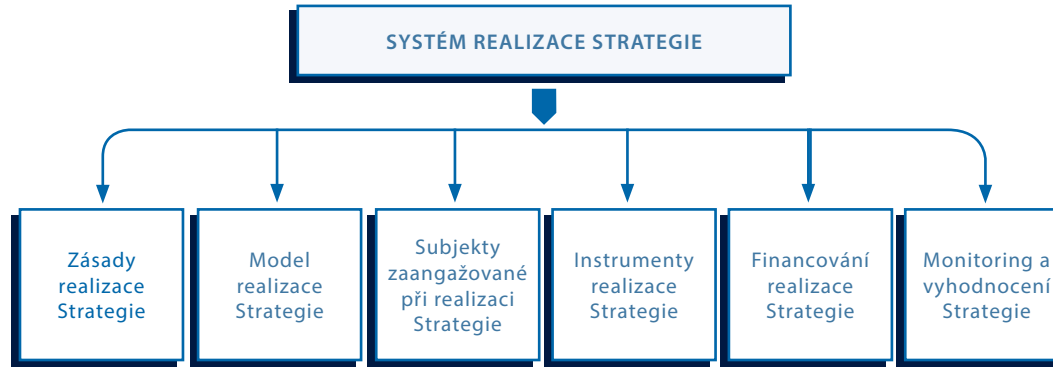 SYSTÉM REALIZACE STRATEGIE
Zásady
realizace
Strategie
Model
realizace
Strategie
Subjekty
zaangažované
při realizaci
Strategie
Instrumenty
realizace
Strategie
Financování
realizace
Strategie
Monitoring a
vyhodnocení
Strategie